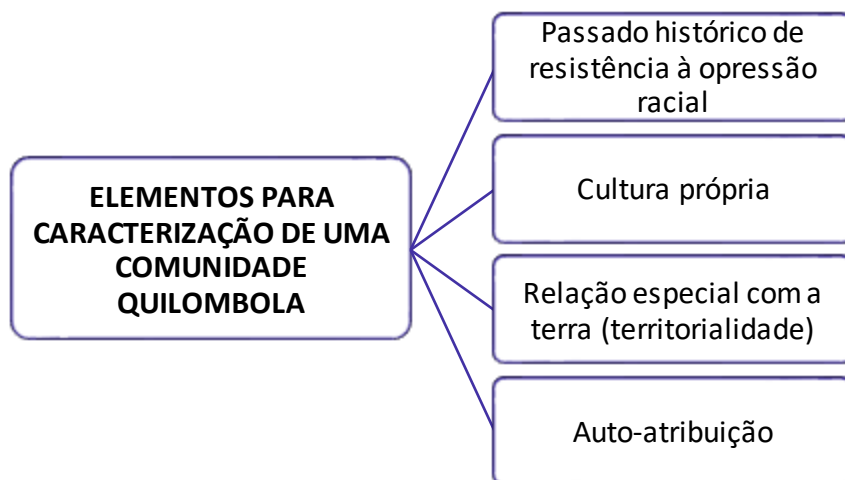 ELEMENTOS PARA
CARACTERIZAÇÃO DE UMA
COMUNIDADE
QUILOMBOLA
Passado histórico de
resistência à opressão
racial
Cultura própria
Relação especial com a
terra (territorialidade)
Auto-atribuição